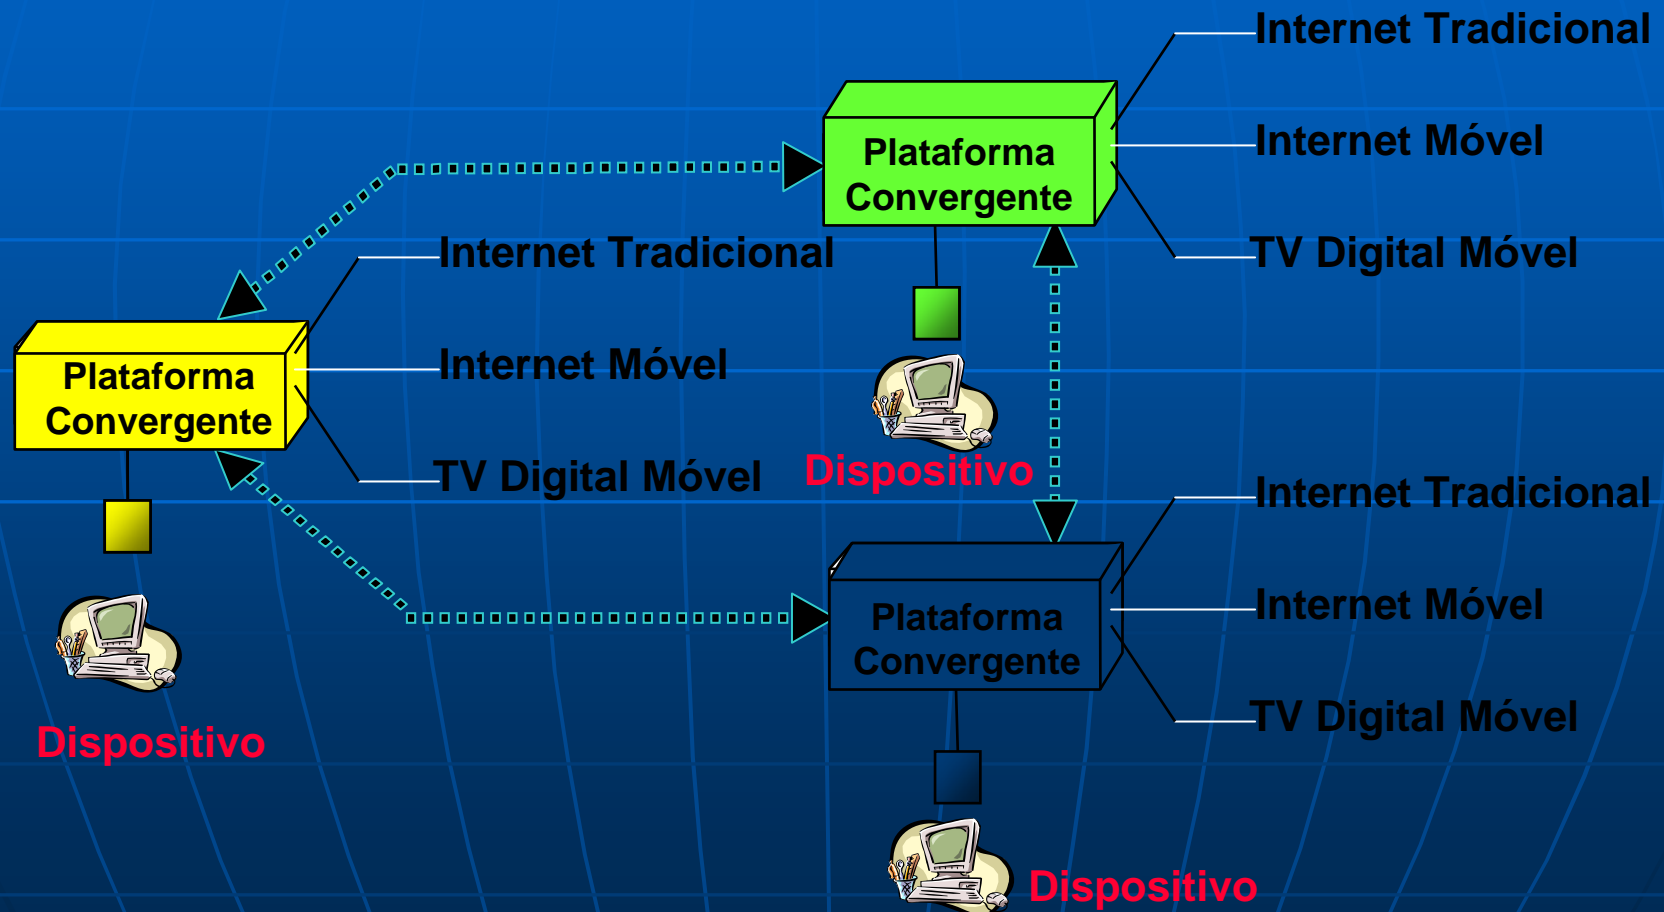 Internet Tradicional
Plataforma
Convergente
Internet Móvel
TV Digital Móvel
Dispositivo
Internet Tradicional
Plataforma
Convergente
Internet Móvel
TV Digital Móvel
Dispositivo
Internet Tradicional
Plataforma
Convergente
Internet Móvel
TV Digital Móvel
Dispositivo